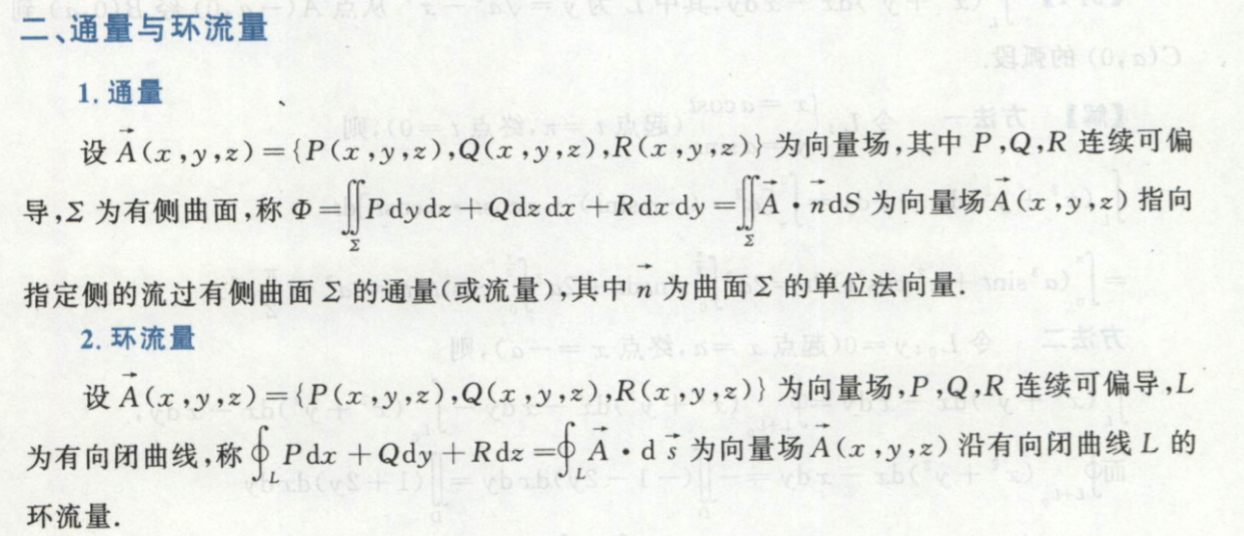 二、通量与环流量
1. 通量
设 $\vec{A}(x,y,z)=\{P(x,y,z),Q(x,y,z),R(x,y,z)\}$ 为向量场,其中 P,Q,R 连续可偏
导,Σ 为有侧曲面,称 $\Phi=\iint\limits_{\Sigma}P\mathrm{d}y\mathrm{d}z+Q\mathrm{d}z\mathrm{d}x+R\mathrm{d}x\mathrm{d}y=\iint\limits_{\Sigma}\vec{A}\cdot\vec{n}\mathrm{d}S$ 为向量场 $\vec{A}(x,y,z)$ 指向
指定侧的流过有侧曲面 Σ 的通量(或流量),其中 $\vec{n}$ 为曲面 Σ 的单位法向量.
2. 环流量
设 $\vec{A}(x,y,z)=\{P(x,y,z),Q(x,y,z),R(x,y,z)\}$ 为向量场,P,Q,R 连续可偏导,L
为有向闭曲线,称 $\oint_{L}P\mathrm{d}x+Q\mathrm{d}y+R\mathrm{d}z=\oint_{L}\vec{A}\cdot\mathrm{d}\vec{s}$ 为向量场 $\vec{A}(x,y,z)$ 沿有向闭曲线 L 的
环流量.